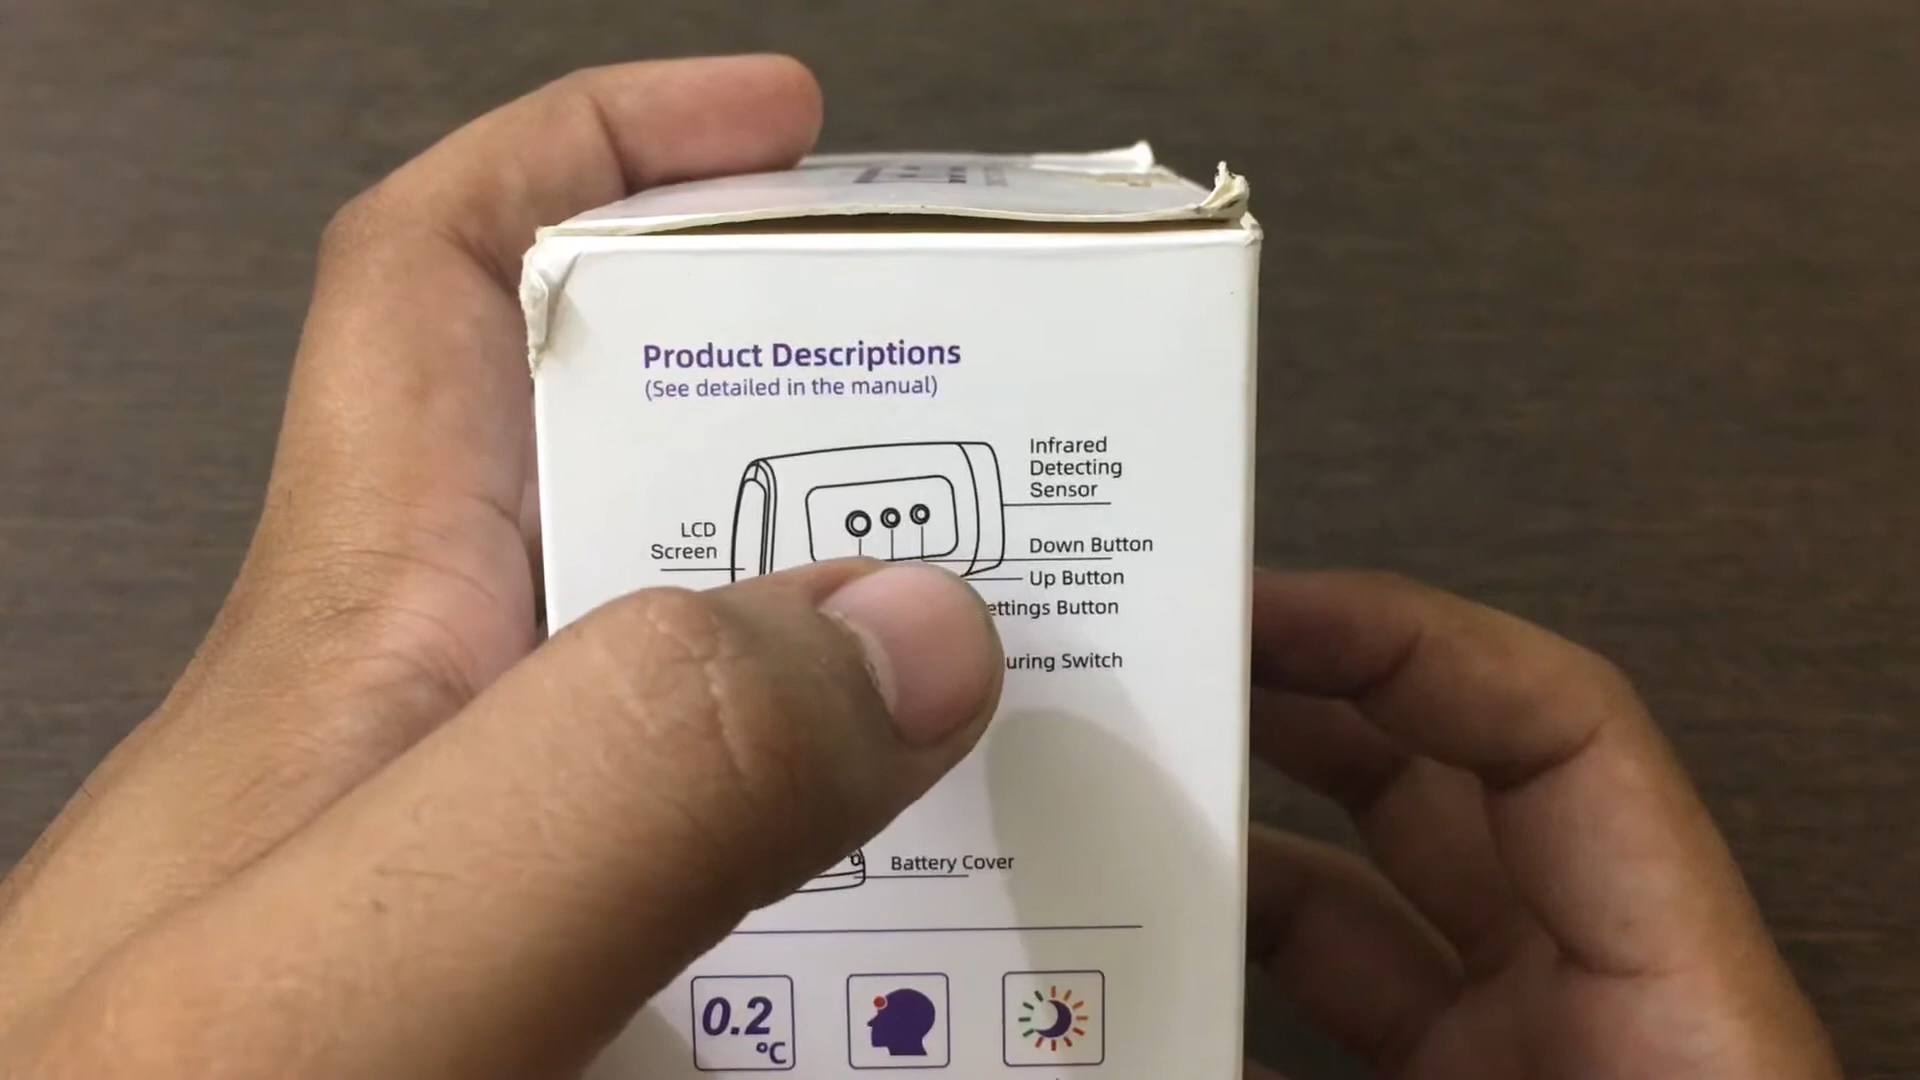 Product Descriptions
(See detailed in the manual)
Infrared
Detecting
Sensor
LCD
Screen
Down Button
Up Button
ettings Button
uring Switch
Battery Cover
0.2
°C